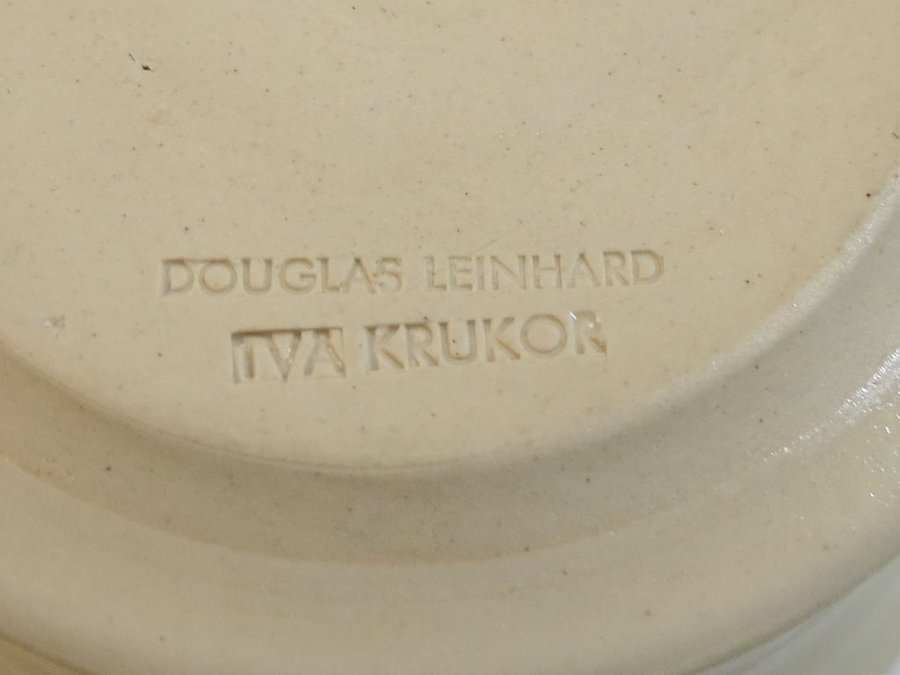 DOUGLAS LEINHARD
TVÅ KRUKOR